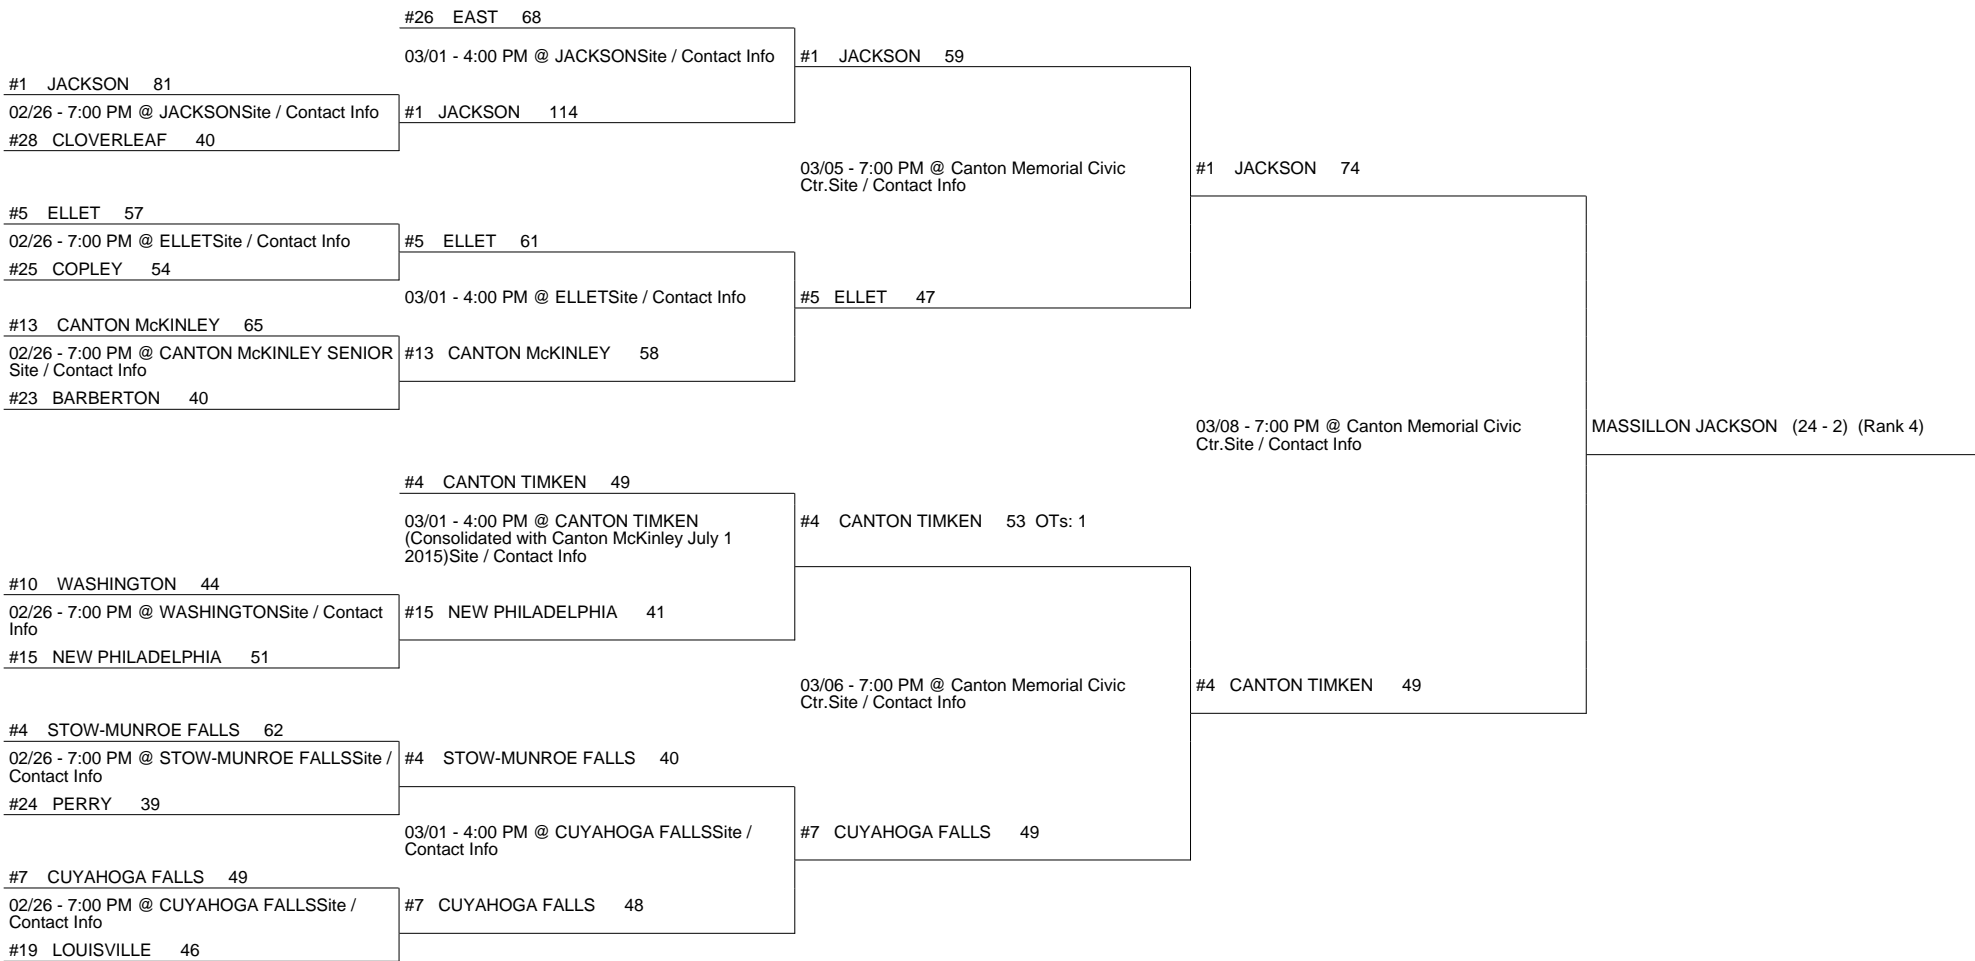 #26 EAST 68
03/01 - 4:00 PM @ JACKSONSite / Contact Info
#1 JACKSON 59
#1 JACKSON 81
02/26 - 7:00 PM @ JACKSONSite / Contact Info
#1 JACKSON 114
#28 CLOVERLEAF 40
03/05 - 7:00 PM @ Canton Memorial Civic
Ctr.Site / Contact Info
#1 JACKSON 74
#5 ELLET 57
02/26 - 7:00 PM @ ELLETSite / Contact Info
#5 ELLET 61
#25 COPLEY 54
03/01 - 4:00 PM @ ELLETSite / Contact Info
#5 ELLET 47
#13 CANTON McKINLEY 65
02/26 - 7:00 PM @ CANTON McKINLEY SENIOR
Site / Contact Info
#13 CANTON McKINLEY 58
#23 BARBERTON 40
03/08 - 7:00 PM @ Canton Memorial Civic
Ctr.Site / Contact Info
MASSILLON JACKSON (24 - 2) (Rank 4)
#4 CANTON TIMKEN 49
03/01 - 4:00 PM @ CANTON TIMKEN
(Consolidated with Canton McKinley July 1
2015)Site / Contact Info
#4 CANTON TIMKEN 53 OTs: 1
#10 WASHINGTON 44
02/26 - 7:00 PM @ WASHINGTONSite / Contact
Info
#15 NEW PHILADELPHIA 41
#15 NEW PHILADELPHIA 51
03/06 - 7:00 PM @ Canton Memorial Civic
Ctr.Site / Contact Info
#4 CANTON TIMKEN 49
#4 STOW-MUNROE FALLS 62
02/26 - 7:00 PM @ STOW-MUNROE FALLSSite /
Contact Info
#4 STOW-MUNROE FALLS 40
#24 PERRY 39
03/01 - 4:00 PM @ CUYAHOGA FALLSSite /
Contact Info
#7 CUYAHOGA FALLS 49
#7 CUYAHOGA FALLS 49
02/26 - 7:00 PM @ CUYAHOGA FALLSSite /
Contact Info
#7 CUYAHOGA FALLS 48
#19 LOUISVILLE 46